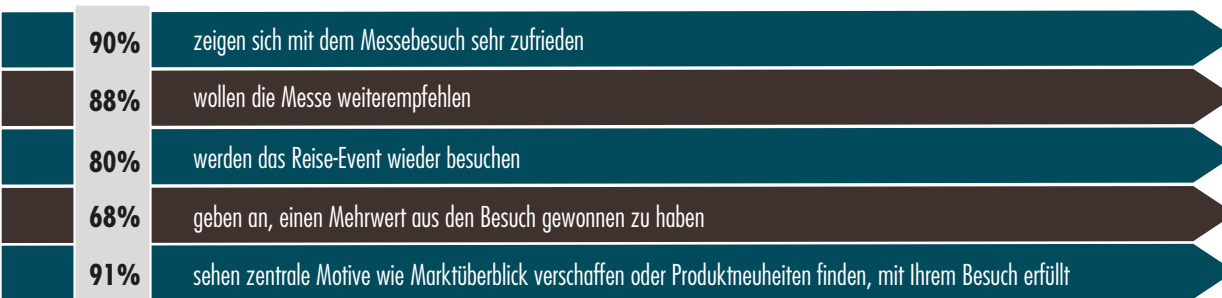 90% zeigen sich mit dem Messebesuch sehr zufrieden
88% wollen die Messe weiterempfehlen
80% werden das Reise-Event wieder besuchen
68% geben an, einen Mehrwert aus den Besuch gewonnen zu haben
91% sehen zentrale Motive wie Marktüberblick verschaffen oder Produktneuheiten finden, mit Ihrem Besuch erfüllt